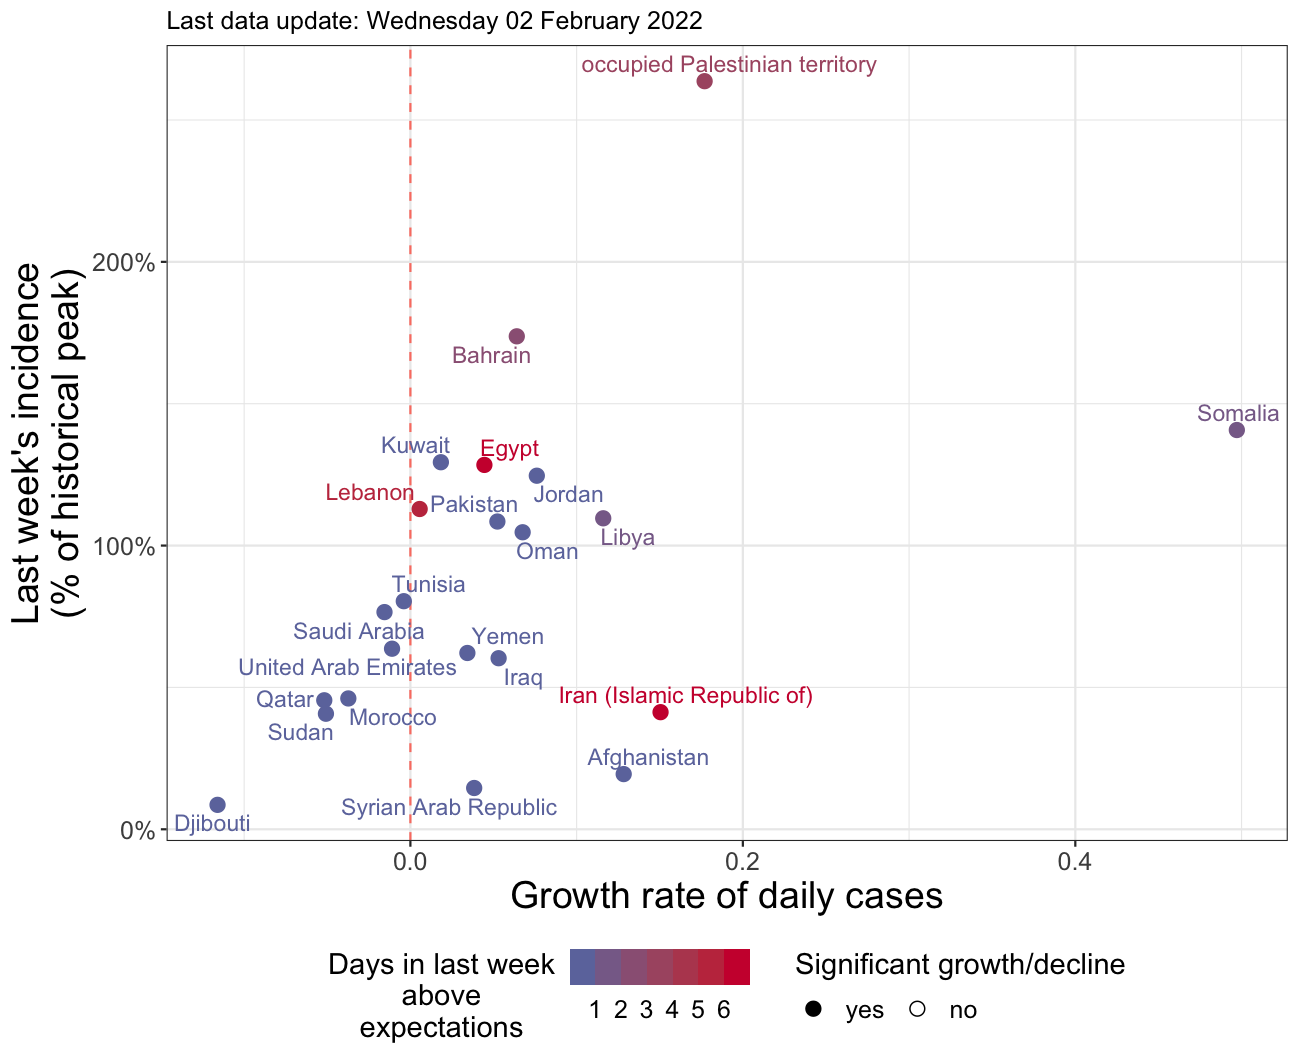 Last data update: Wednesday 02 February 2022
occupied Palestinian territory
200%
Bahrain
Somalia
Kuwait
Egypt
Lebanon
Jordan
Pakistan
Libya
100%
Oman
Tunisia
Saudi Arabia
Yemen
United Arab Emirates
Iraq
Iran (Islamic Republic of)
Qatar
Morocco
Sudan
Afghanistan
Syrian Arab Republic
Djibouti
0%
Last week's incidence
(% of historical peak)
0.0 0.2 0.4
Growth rate of daily cases
Days in last week
above
expectations
1 2 3 4 5 6
Significant growth/decline
yes no